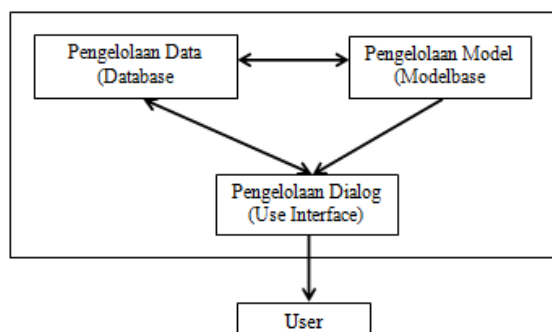 Pengelolaan Data
(Database
Pengelolaan Model
(Modelbase
Pengelolaan Dialog
(Use Interface)
User